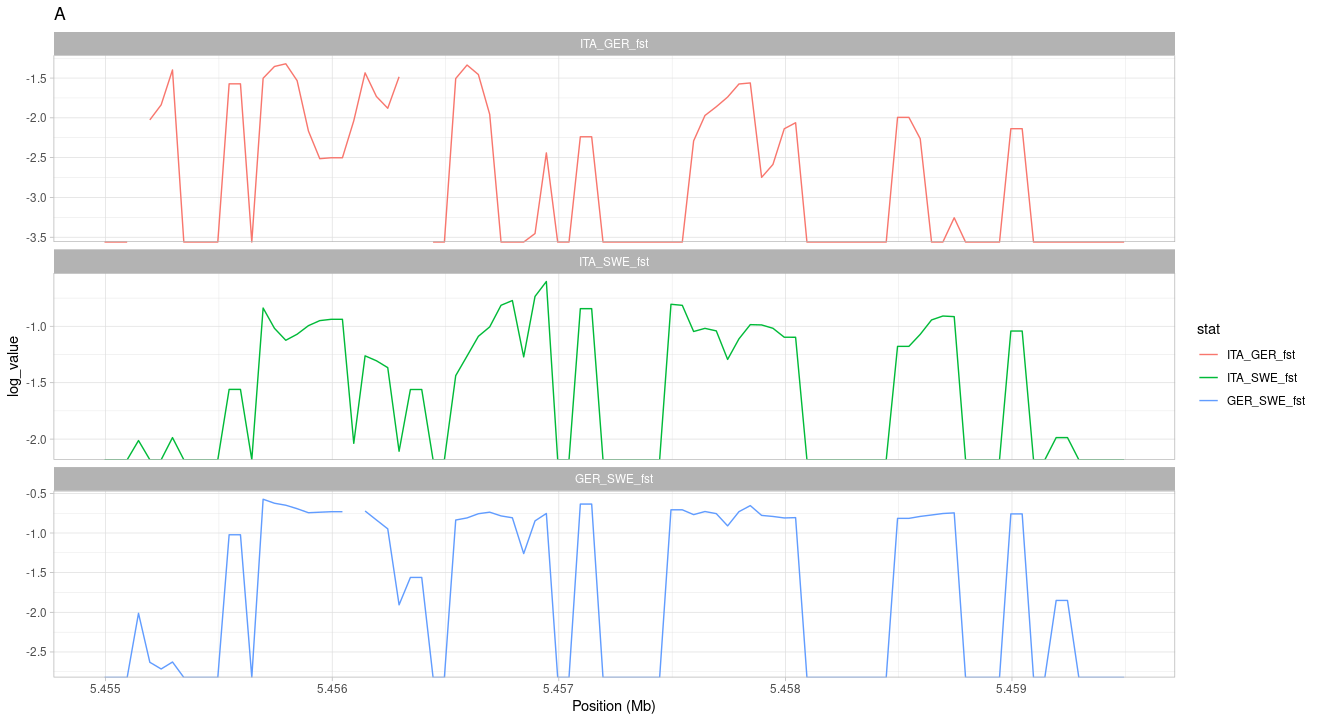 A
ITA_GER_fst
-1.5
-2.0
-2.5
-3.0
-3.5
ITA_SWE_fst
-1.0
-1.5
-2.0
GER_SWE_fst
-0.5
-1.0
-1.5
-2.0
-2.5
log_value
5.455 5.456 5.457 5.458 5.459
Position (Mb)
stat
ITA_GER_fst
ITA_SWE_fst
GER_SWE_fst